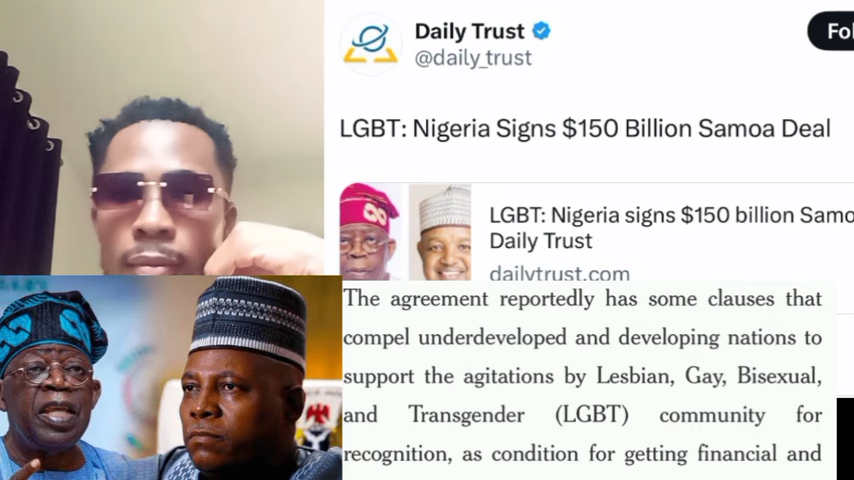 Daily Trust
@daily_trust
Fol
LGBT: Nigeria Signs $150 Billion Samoa Deal
LGBT: Nigeria signs $150 billion Samo
Daily Trust
dailytrust.com
The agreement reportedly has some clauses that
compel underdeveloped and developing nations to
support the agitations by Lesbian, Gay, Bisexual,
and Transgender (LGBT) community for
recognition, as condition for getting financial and